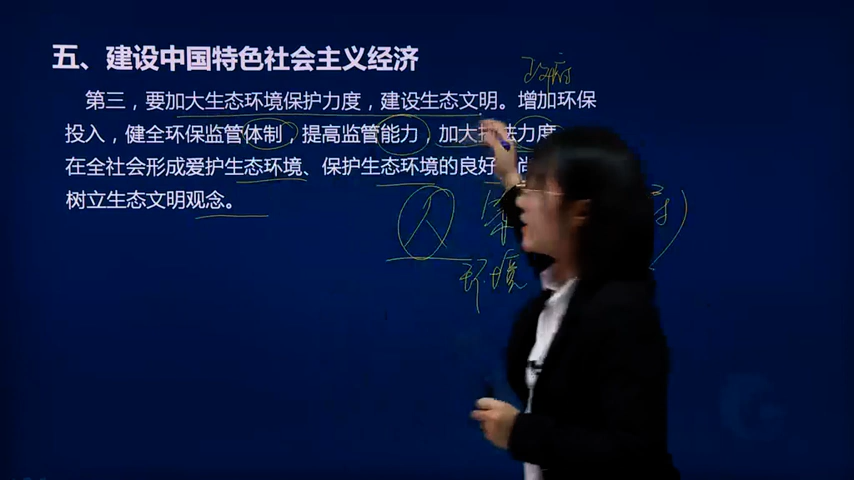 五、建设中国特色社会主义经济
政府
第三，要加大生态环境保护力度，建设生态文明。增加环保
投入，健全环保监管体制，提高监管能力，加大执法力度
在全社会形成爱护生态环境、保护生态环境的良好
树立生态文明观念。
人
环境